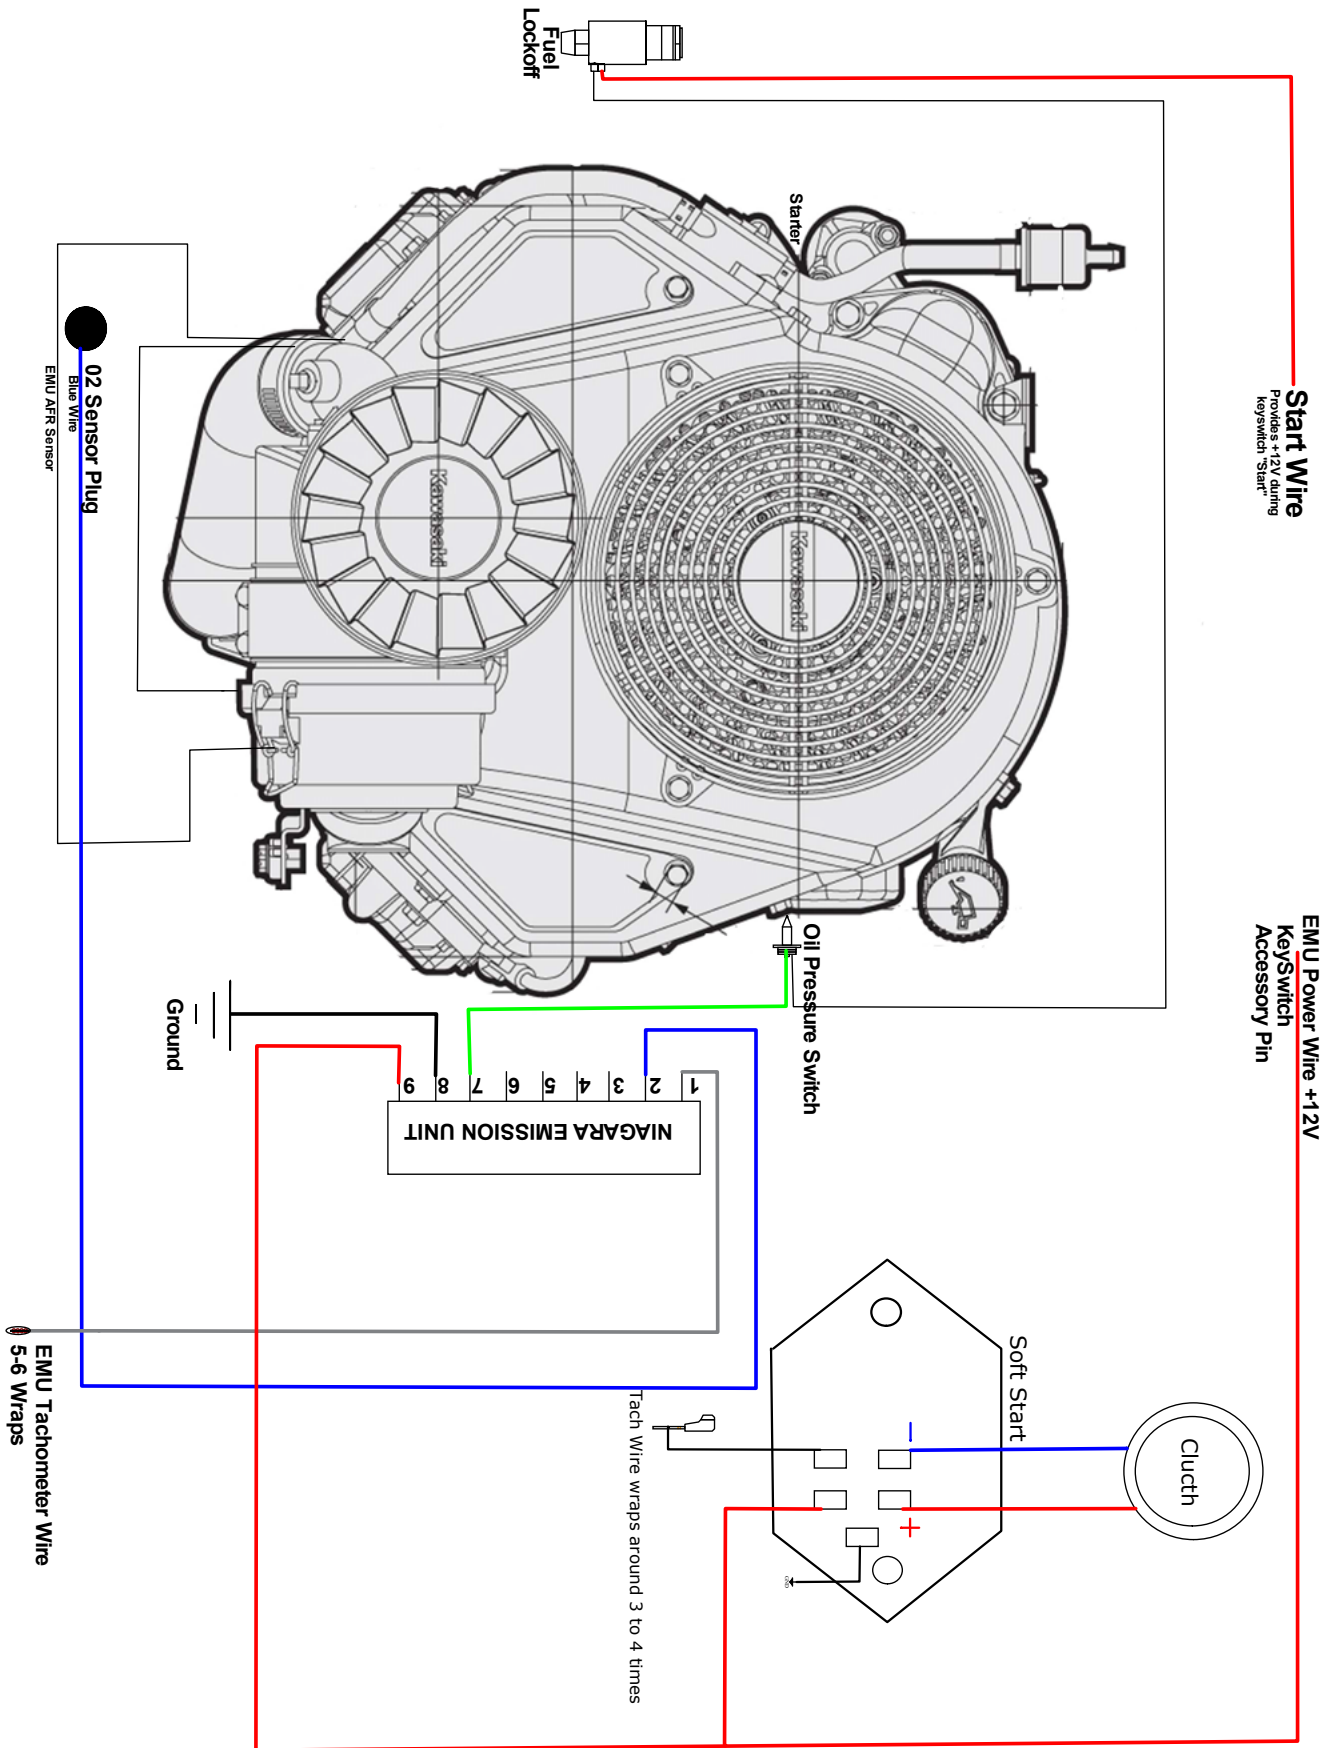 Fuel
Lockoff
Start Wire
Provides +12V during
keyswitch "Start"
Starter
Kawasaki
Kawasaki
02 Sensor Plug
Blue Wire
EMU AFR Sensor
EMU Power Wire +12V
KeySwitch
Accessory Pin
Oil Pressure Switch
Ground
1 2 3 4 5 6 7 8 9
NIAGARA EMISSION UNIT
Soft Start
Clucth
–
+
GND
Tach Wire wraps around 3 to 4 times
EMU Tachometer Wire
5-6 Wraps